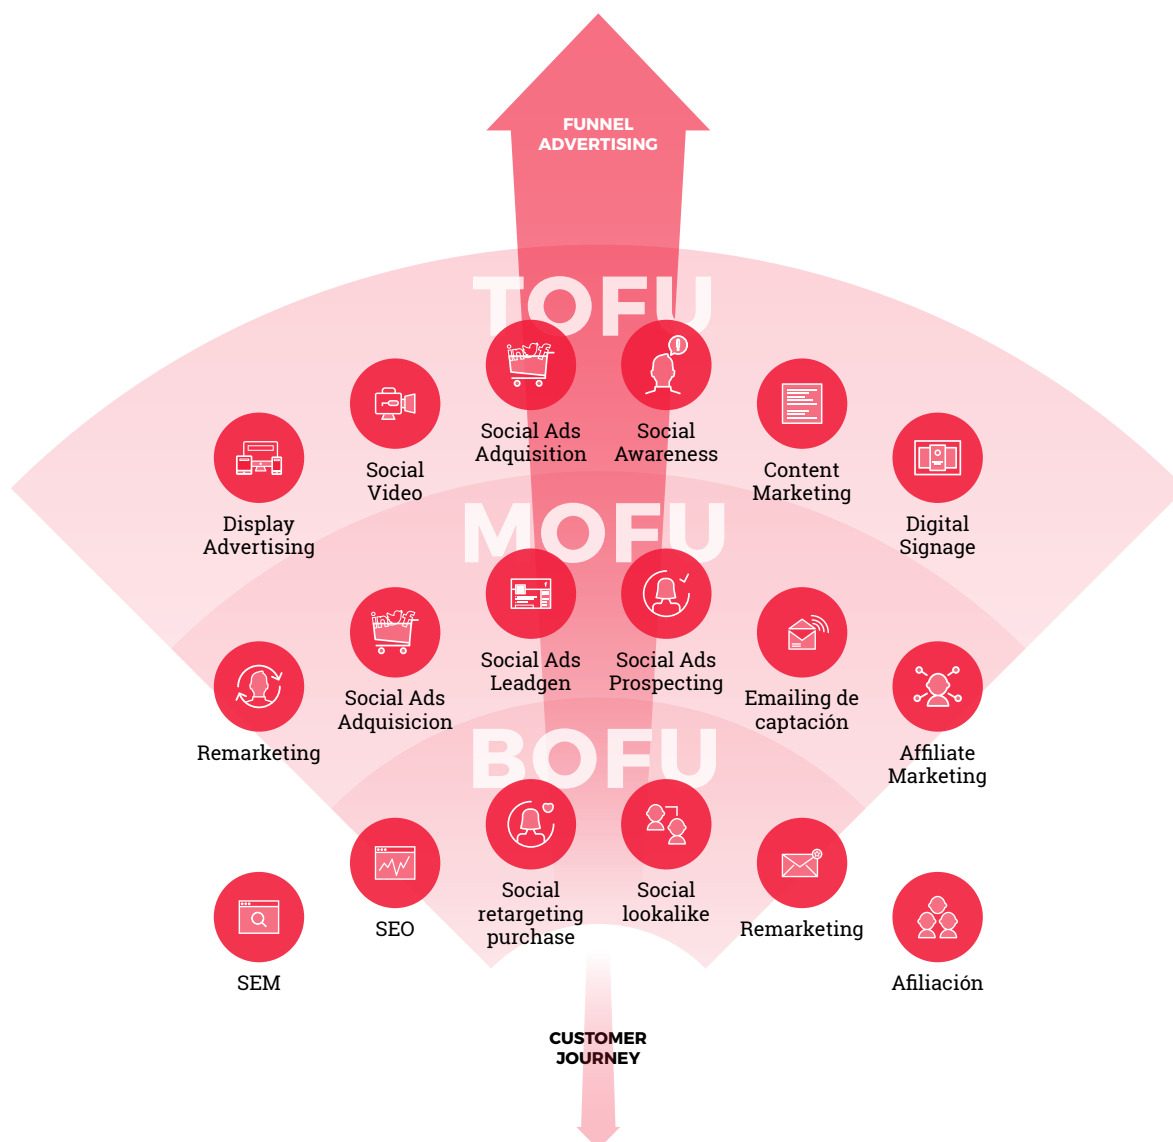 FUNNEL
ADVERTISING
TOFU
Social Ads
Adquisition
Social
Awareness
Social
Video
Content
Marketing
Display
Advertising
Digital
Signage
MOFU
Social Ads
Leadgen
Social Ads
Prospecting
Social Ads
Adquisicion
Emailing de
captación
Remarketing
Affiliate
Marketing
BOFU
Social
retargeting
purchase
Social
lookalike
SEO
Remarketing
SEM
Afiliación
CUSTOMER
JOURNEY